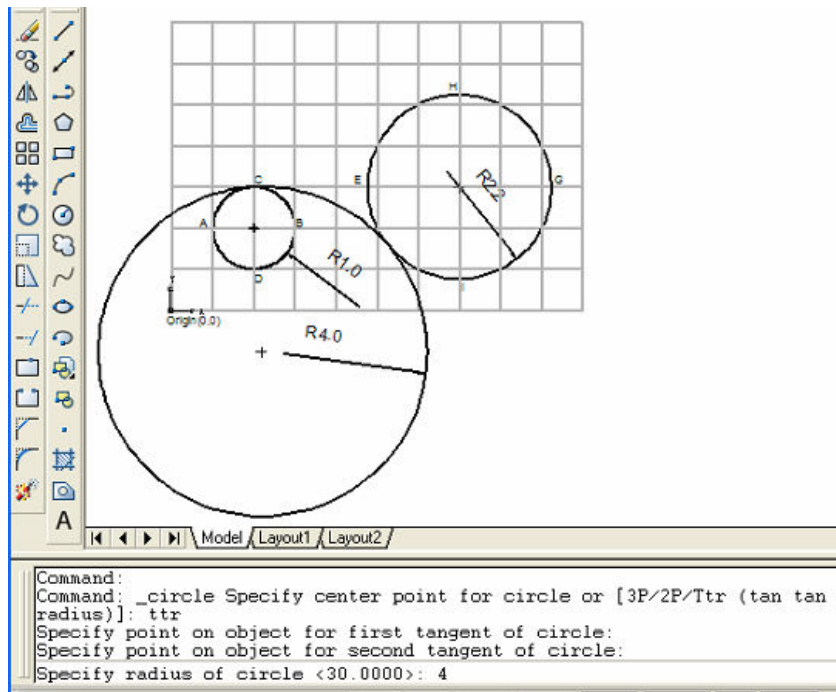 H
C
E
G
R2.2
A
B
R1.0
D
I
Y
X
Origin(0.0)
R4.0
A
Model Layout1 Layout2
Command:
Command: _circle Specify center point for circle or [3P/2P/Ttr (tan tan
radius)]: ttr
Specify point on object for first tangent of circle:
Specify point on object for second tangent of circle:
Specify radius of circle <30.0000>: 4